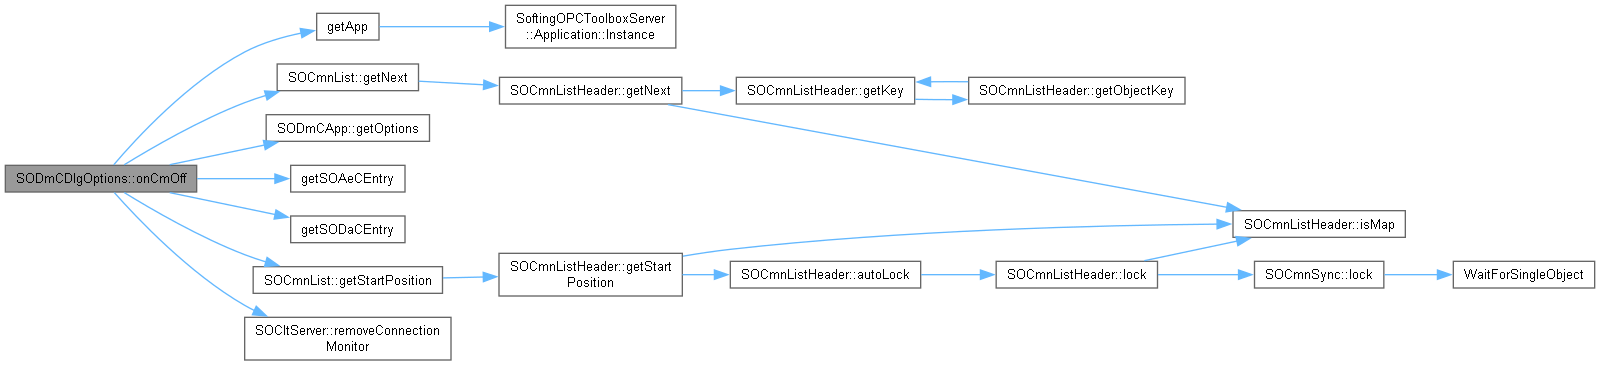 SODmCDlgOptions::onCmOff
getApp
SoftingOPCToolboxServer
::Application::Instance
SOCmnList::getNext
SOCmnListHeader::getNext
SOCmnListHeader::getKey
SOCmnListHeader::getObjectKey
SODmCApp::getOptions
getSOAeCEntry
getSODaCEntry
SOCmnListHeader::isMap
SOCmnList::getStartPosition
SOCmnListHeader::getStart
Position
SOCmnListHeader::autoLock
SOCmnListHeader::lock
SOCmnSync::lock
WaitForSingleObject
SOCltServer::removeConnection
Monitor